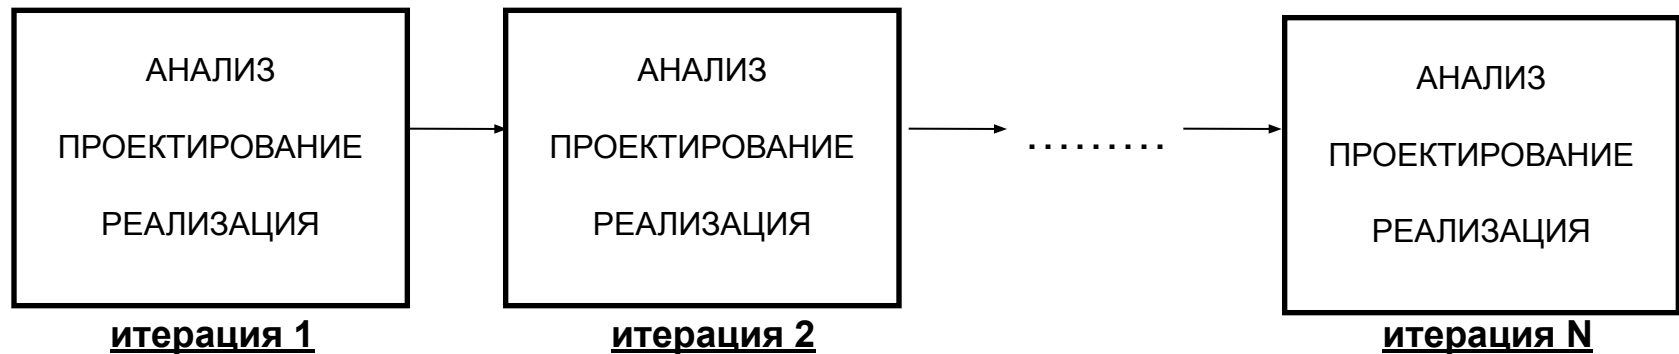 АНАЛИЗ
ПРОЕКТИРОВАНИЕ
РЕАЛИЗАЦИЯ
итерация 1
АНАЛИЗ
ПРОЕКТИРОВАНИЕ
РЕАЛИЗАЦИЯ
итерация 2
.........
АНАЛИЗ
ПРОЕКТИРОВАНИЕ
РЕАЛИЗАЦИЯ
итерация N